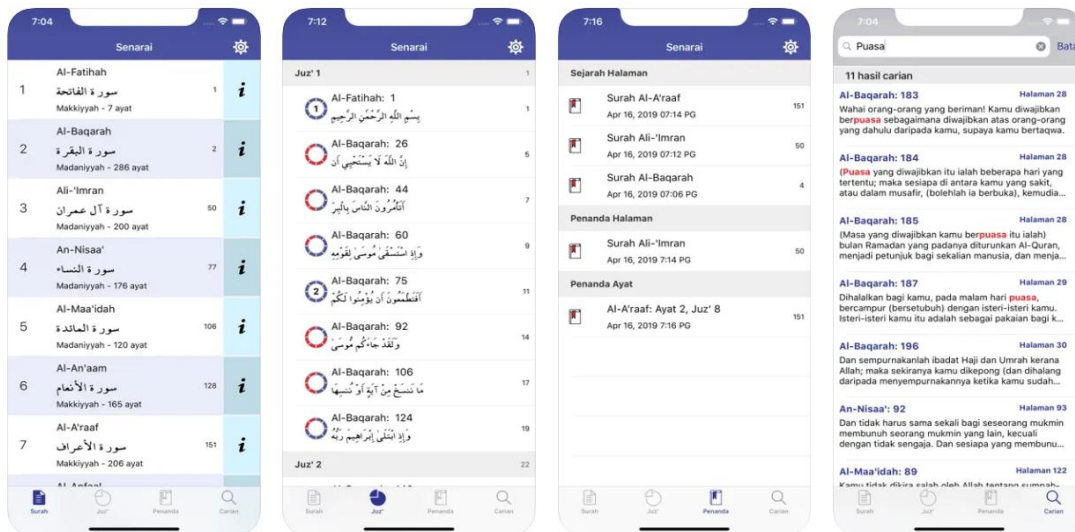 7:04
Senarai
Al-Fatihah
1
سورة الفاتحة
1
i
Makkiyyah - 7 ayat
Al-Baqarah
2
سورة البقرة
2
i
Madaniyyah - 286 ayat
Ali-'Imran
3
سورة آل عمران
50
i
Madaniyyah - 200 ayat
An-Nisaa'
4
سورة النساء
77
i
Madaniyyah - 176 ayat
Al-Maa'idah
5
سورة المائدة
106
i
Madaniyyah - 120 ayat
Al-An'aam
6
سورة الأنعام
128
i
Makkiyyah - 165 ayat
Al-A'raaf
7
سورة الأعراف
151
i
Makkiyyah - 206 ayat
Surah
Juz'
Penanda
Carian
7:12
Senarai
Juz' 1
1
Al-Fatihah: 1
1
بِسْمِ اللَّهِ الرَّحْمَٰنِ الرَّحِيمِ
1
Al-Baqarah: 26
إِنَّ اللَّهَ لَا يَسْتَحْيِي أَن
5
Al-Baqarah: 44
أَتَأْمُرُونَ النَّاسَ بِالْبِرِّ
7
Al-Baqarah: 60
وَإِذِ اسْتَسْقَىٰ مُوسَىٰ لِقَوْمِهِ
9
Al-Baqarah: 75
2
أَفَتَطْمَعُونَ أَن يُؤْمِنُوا لَكُمْ
11
Al-Baqarah: 92
وَلَقَدْ جَاءَكُم مُّوسَىٰ
14
Al-Baqarah: 106
مَا نَنسَخْ مِنْ آيَةٍ أَوْ نُنسِهَا
17
Al-Baqarah: 124
وَإِذِ ابْتَلَىٰ إِبْرَاهِيمَ رَبُّهُ
19
Juz' 2
22
Surah
Juz'
Penanda
Carian
7:16
Senarai
Sejarah Halaman
Surah Al-A'raaf
151
Apr 16, 2019 07:14 PG
Surah Ali-'Imran
50
Apr 16, 2019 07:12 PG
Surah Al-Baqarah
4
Apr 16, 2019 07:06 PG
Penanda Halaman
Surah Ali-'Imran
50
Apr 16, 2019 7:14 PG
Penanda Ayat
Al-A'raaf: Ayat 2, Juz' 8
151
Apr 16, 2019 7:16 PG
Surah
Juz'
Penanda
Carian
7:04
Puasa
Bata
11 hasil carian
Al-Baqarah: 183 Halaman 28
Wahai orang-orang yang beriman! Kamu diwajibkan
berpuasa sebagaimana diwajibkan atas orang-orang
yang dahulu daripada kamu, supaya kamu bertaqwa.
Al-Baqarah: 184 Halaman 28
(Puasa yang diwajibkan itu ialah beberapa hari yang
tertentu; maka sesiapa di antara kamu yang sakit,
atau dalam musafir, (bolehlah ia berbuka), kemudia...
Al-Baqarah: 185 Halaman 28
(Masa yang diwajibkan kamu berpuasa itu ialah)
bulan Ramadan yang padanya diturunkan Al-Quran,
menjadi petunjuk bagi sekalian manusia, dan menja...
Al-Baqarah: 187 Halaman 29
Dihalalkan bagi kamu, pada malam hari puasa,
bercampur (bersetubuh) dengan isteri-isteri kamu.
Isteri-isteri kamu itu adalah sebagai pakaian bagi k...
Al-Baqarah: 196 Halaman 30
Dan sempurnakanlah ibadat Haji dan Umrah kerana
Allah; maka sekiranya kamu dikepong (dan dihalang
daripada menyempurnakannya ketika kamu sudah...
An-Nisaa': 92 Halaman 93
Dan tidak harus sama sekali bagi seseorang mukmin
membunuh seorang mukmin yang lain, kecuali
dengan tidak sengaja. Dan sesiapa yang membunu...
Al-Maa'idah: 89 Halaman 122
Kamu tidak dikira salah oleh Allah tentang sumpah-
Surah
Juz'
Penanda
Carian